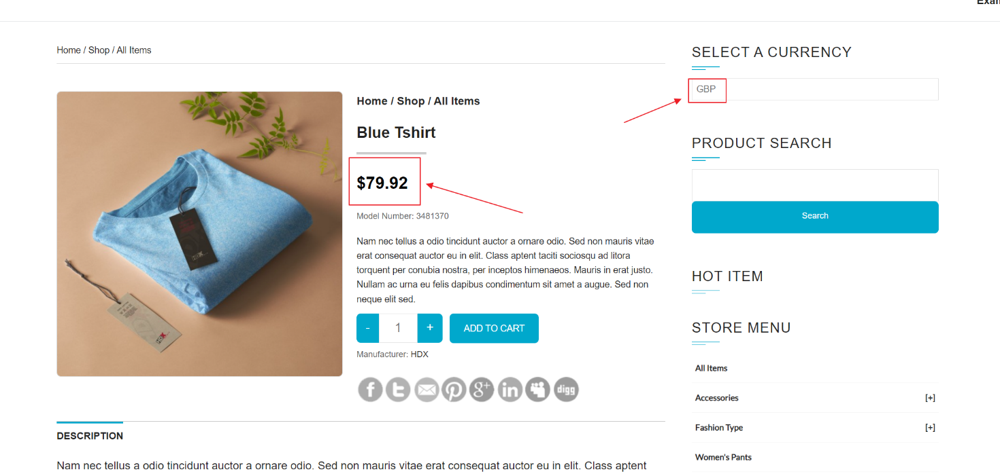 Home / Shop / All Items
Home / Shop / All Items
Blue Tshirt
$79.92
Model Number: 3481370
Nam nec tellus a odio tincidunt auctor a ornare odio. Sed non mauris vitae
erat consequat auctor eu in elit. Class aptent taciti sociosqu ad litora
torquent per conubia nostra, per inceptos himenaeos. Mauris in erat justo.
Nullam ac urna eu felis dapibus condimentum sit amet a augue. Sed non
neque elit sed.
- 1 + ADD TO CART
Manufacturer: HDX
f t g+ in digg
DESCRIPTION
Nam nec tellus a odio tincidunt auctor a ornare odio. Sed non mauris vitae erat consequat auctor eu in elit. Class aptent
SELECT A CURRENCY
GBP
PRODUCT SEARCH
Search
HOT ITEM
STORE MENU
All Items
Accessories [+]
Fashion Type [+]
Women's Pants